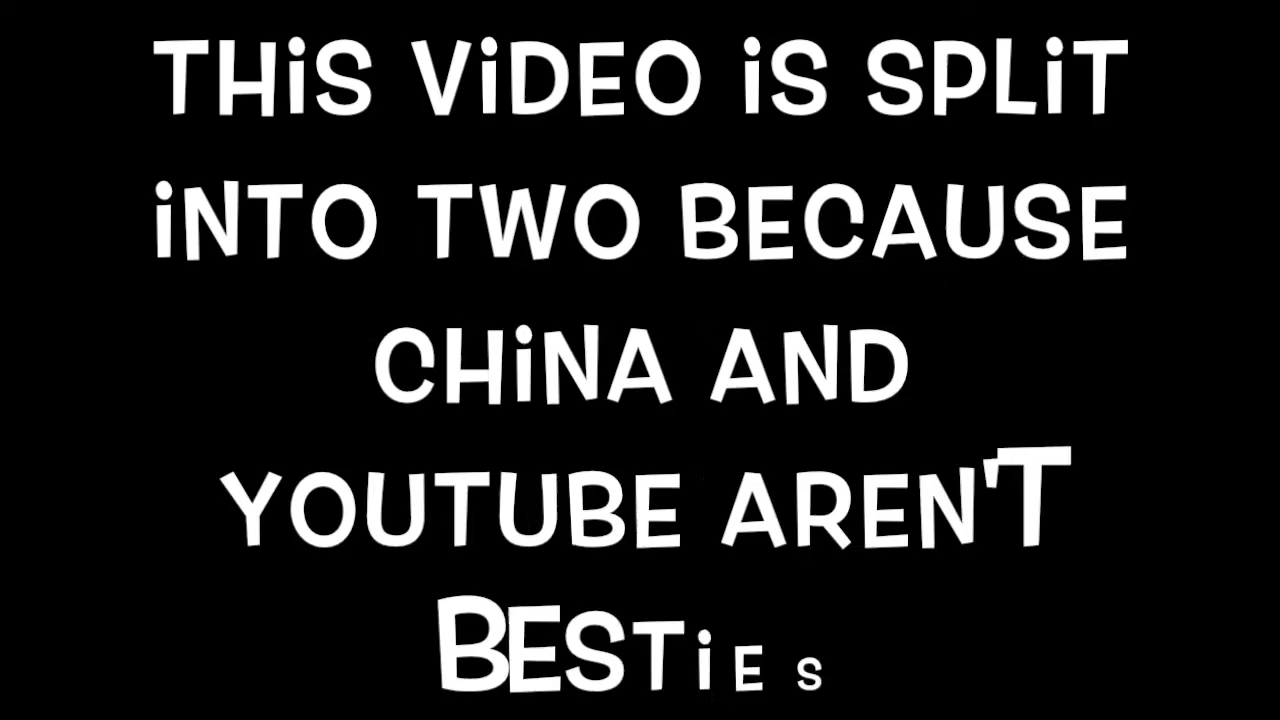 THiS ViDEO iS SPLiT
iNTO TWO BECAUSE
CHiNA AND
YOUTUBE AREN'T
BESTiES